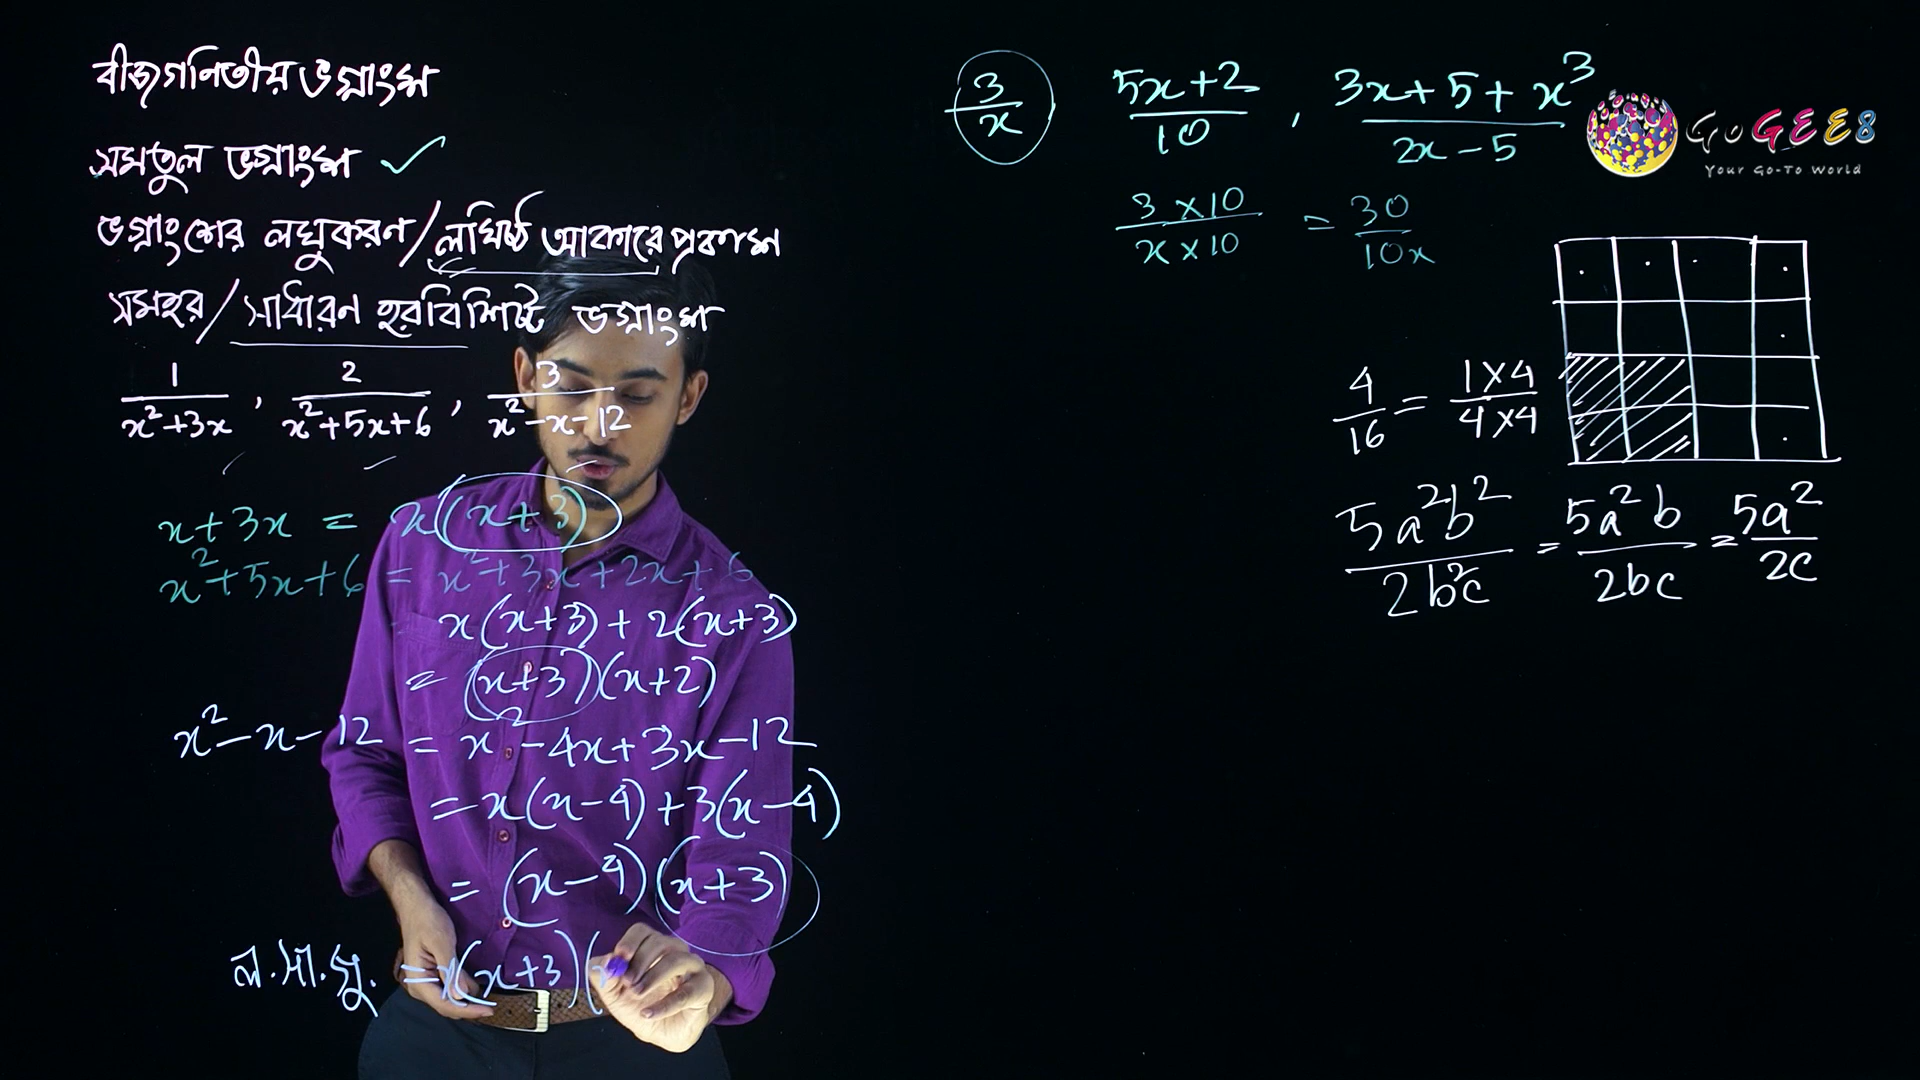 বীজগনিতীয় ভগ্নাংশ
সমতুল ভগ্নাংশ ✓
ভগ্নাংশের লঘুকরণ/লঘিষ্ঠ আকারে প্রকাশ
সমহর/সাধারন হরবিশিষ্ট ভগ্নাংশ
1/(x²+3x) , 2/(x²+5x+6) , 3/(x²-x-12)
x+3x = x(x+3)
x²+5x+6 = x²+3x+2x+6
= x(x+3)+2(x+3)
= (x+3)(x+2)
x²-x-12 = x²-4x+3x-12
= x(x-4)+3(x-4)
= (x-4)(x+3)
ল.সা.গু. = x(x+3)(
3/x (5x+2)/10 , (3x+5+x³)/(2x-5)
(3×10)/(x×10) = 30/10x
4/16 = (1×4)/(4×4)
5a²b²/2b²c = 5a²b/2bc = 5a²/2c
GoGEE8
Your Go-To World